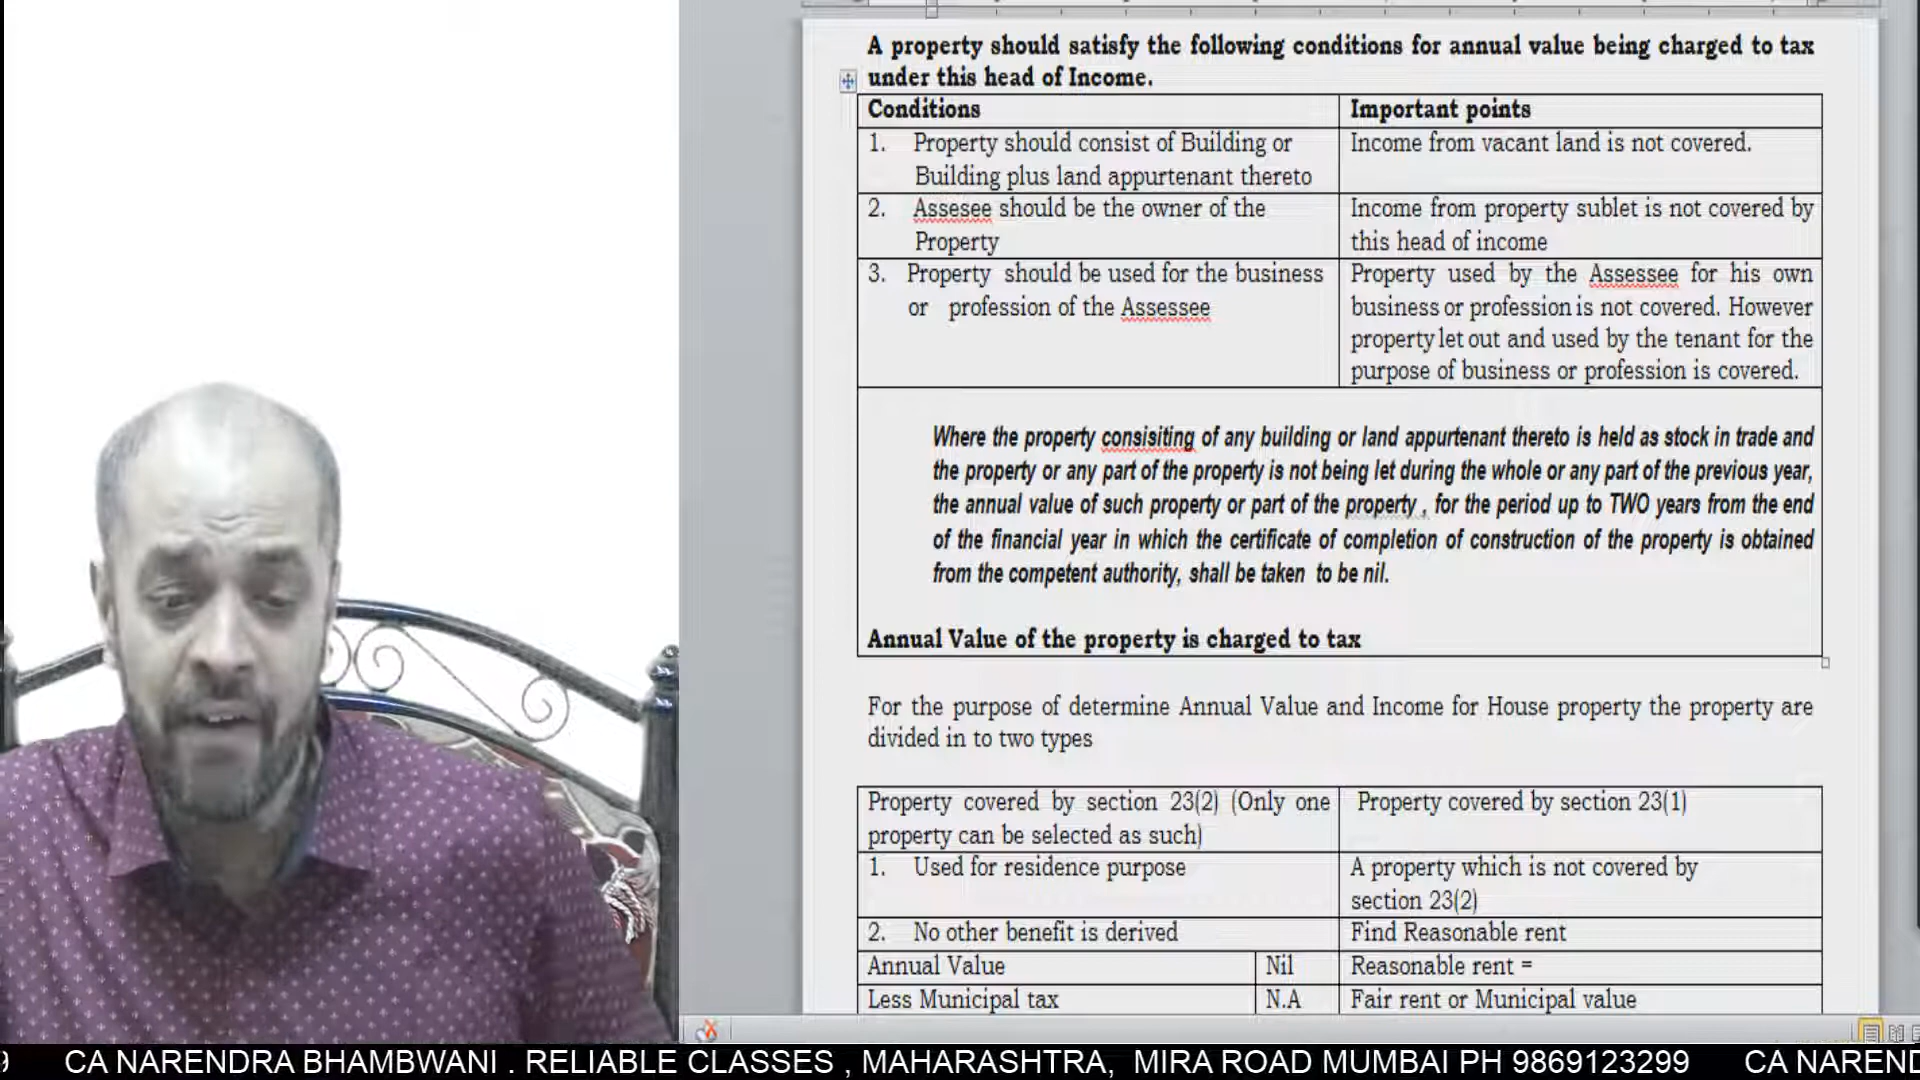 A property should satisfy the following conditions for annual value being charged to tax
under this head of Income.
Conditions
Important points
1. Property should consist of Building or
Building plus land appurtenant thereto
Income from vacant land is not covered.
2. Assesee should be the owner of the
Property
Income from property sublet is not covered by
this head of income
3. Property should be used for the business
or profession of the Assessee
Property used by the Assessee for his own
business or profession is not covered. However
property let out and used by the tenant for the
purpose of business or profession is covered.
Where the property consisiting of any building or land appurtenant thereto is held as stock in trade and
the property or any part of the property is not being let during the whole or any part of the previous year,
the annual value of such property or part of the property , for the period up to TWO years from the end
of the financial year in which the certificate of completion of construction of the property is obtained
from the competent authority, shall be taken to be nil.
Annual Value of the property is charged to tax
For the purpose of determine Annual Value and Income for House property the property are
divided in to two types
Property covered by section 23(2) (Only one
property can be selected as such)
Property covered by section 23(1)
1. Used for residence purpose
A property which is not covered by
section 23(2)
2. No other benefit is derived
Find Reasonable rent
Annual Value Nil
Reasonable rent =
Less Municipal tax N.A
Fair rent or Municipal value
9 CA NARENDRA BHAMBWANI . RELIABLE CLASSES , MAHARASHTRA, MIRA ROAD MUMBAI PH 9869123299 CA NAREND